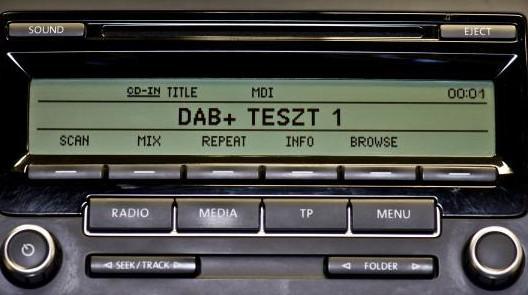 SOUND
EJECT
CD-IN TITLE MDI 00:01
DAB+ TESZT 1
SCAN MIX REPEAT INFO BROWSE
RADIO MEDIA TP MENU
SEEK/TRACK FOLDER